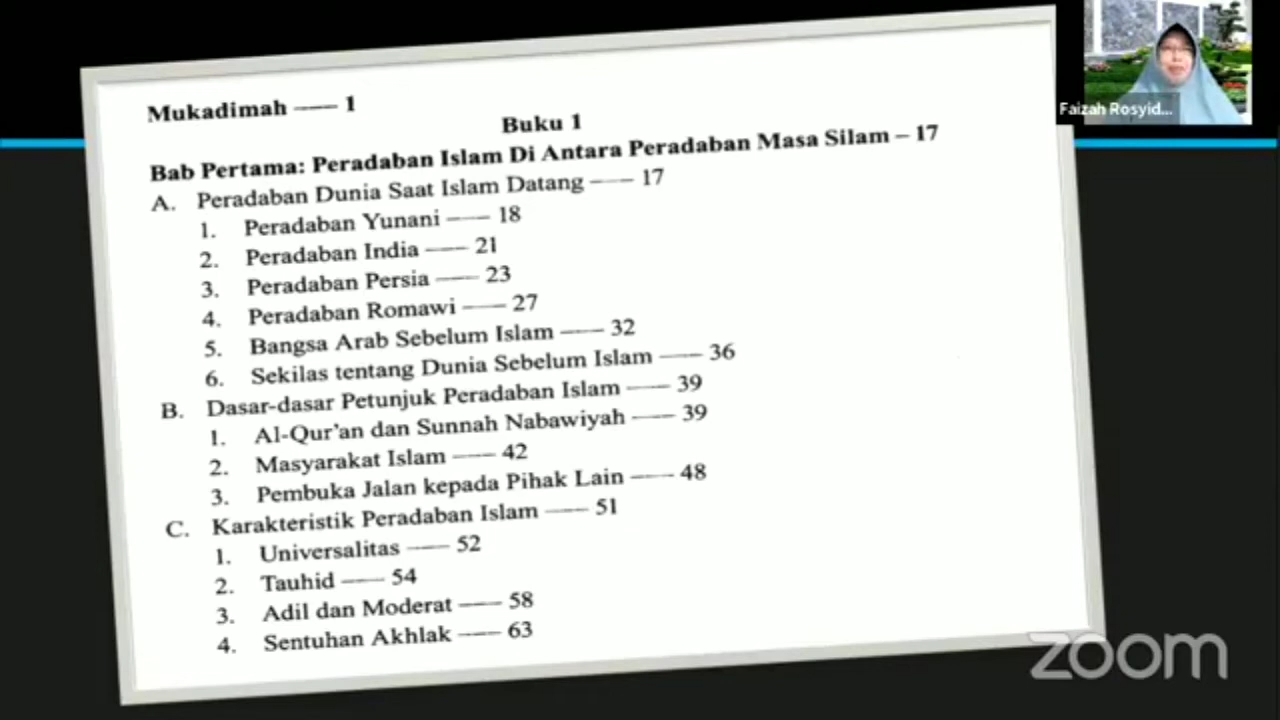 Mukadimah —— 1
Buku 1
Bab Pertama: Peradaban Islam Di Antara Peradaban Masa Silam – 17
A. Peradaban Dunia Saat Islam Datang —— 17
1. Peradaban Yunani —— 18
2. Peradaban India —— 21
3. Peradaban Persia —— 23
4. Peradaban Romawi —— 27
5. Bangsa Arab Sebelum Islam —— 32
6. Sekilas tentang Dunia Sebelum Islam —— 36
B. Dasar-dasar Petunjuk Peradaban Islam —— 39
1. Al-Qur'an dan Sunnah Nabawiyah —— 39
2. Masyarakat Islam —— 42
3. Pembuka Jalan kepada Pihak Lain —— 48
C. Karakteristik Peradaban Islam —— 51
1. Universalitas —— 52
2. Tauhid —— 54
3. Adil dan Moderat —— 58
4. Sentuhan Akhlak —— 63
Faizah Rosyid...
zoom